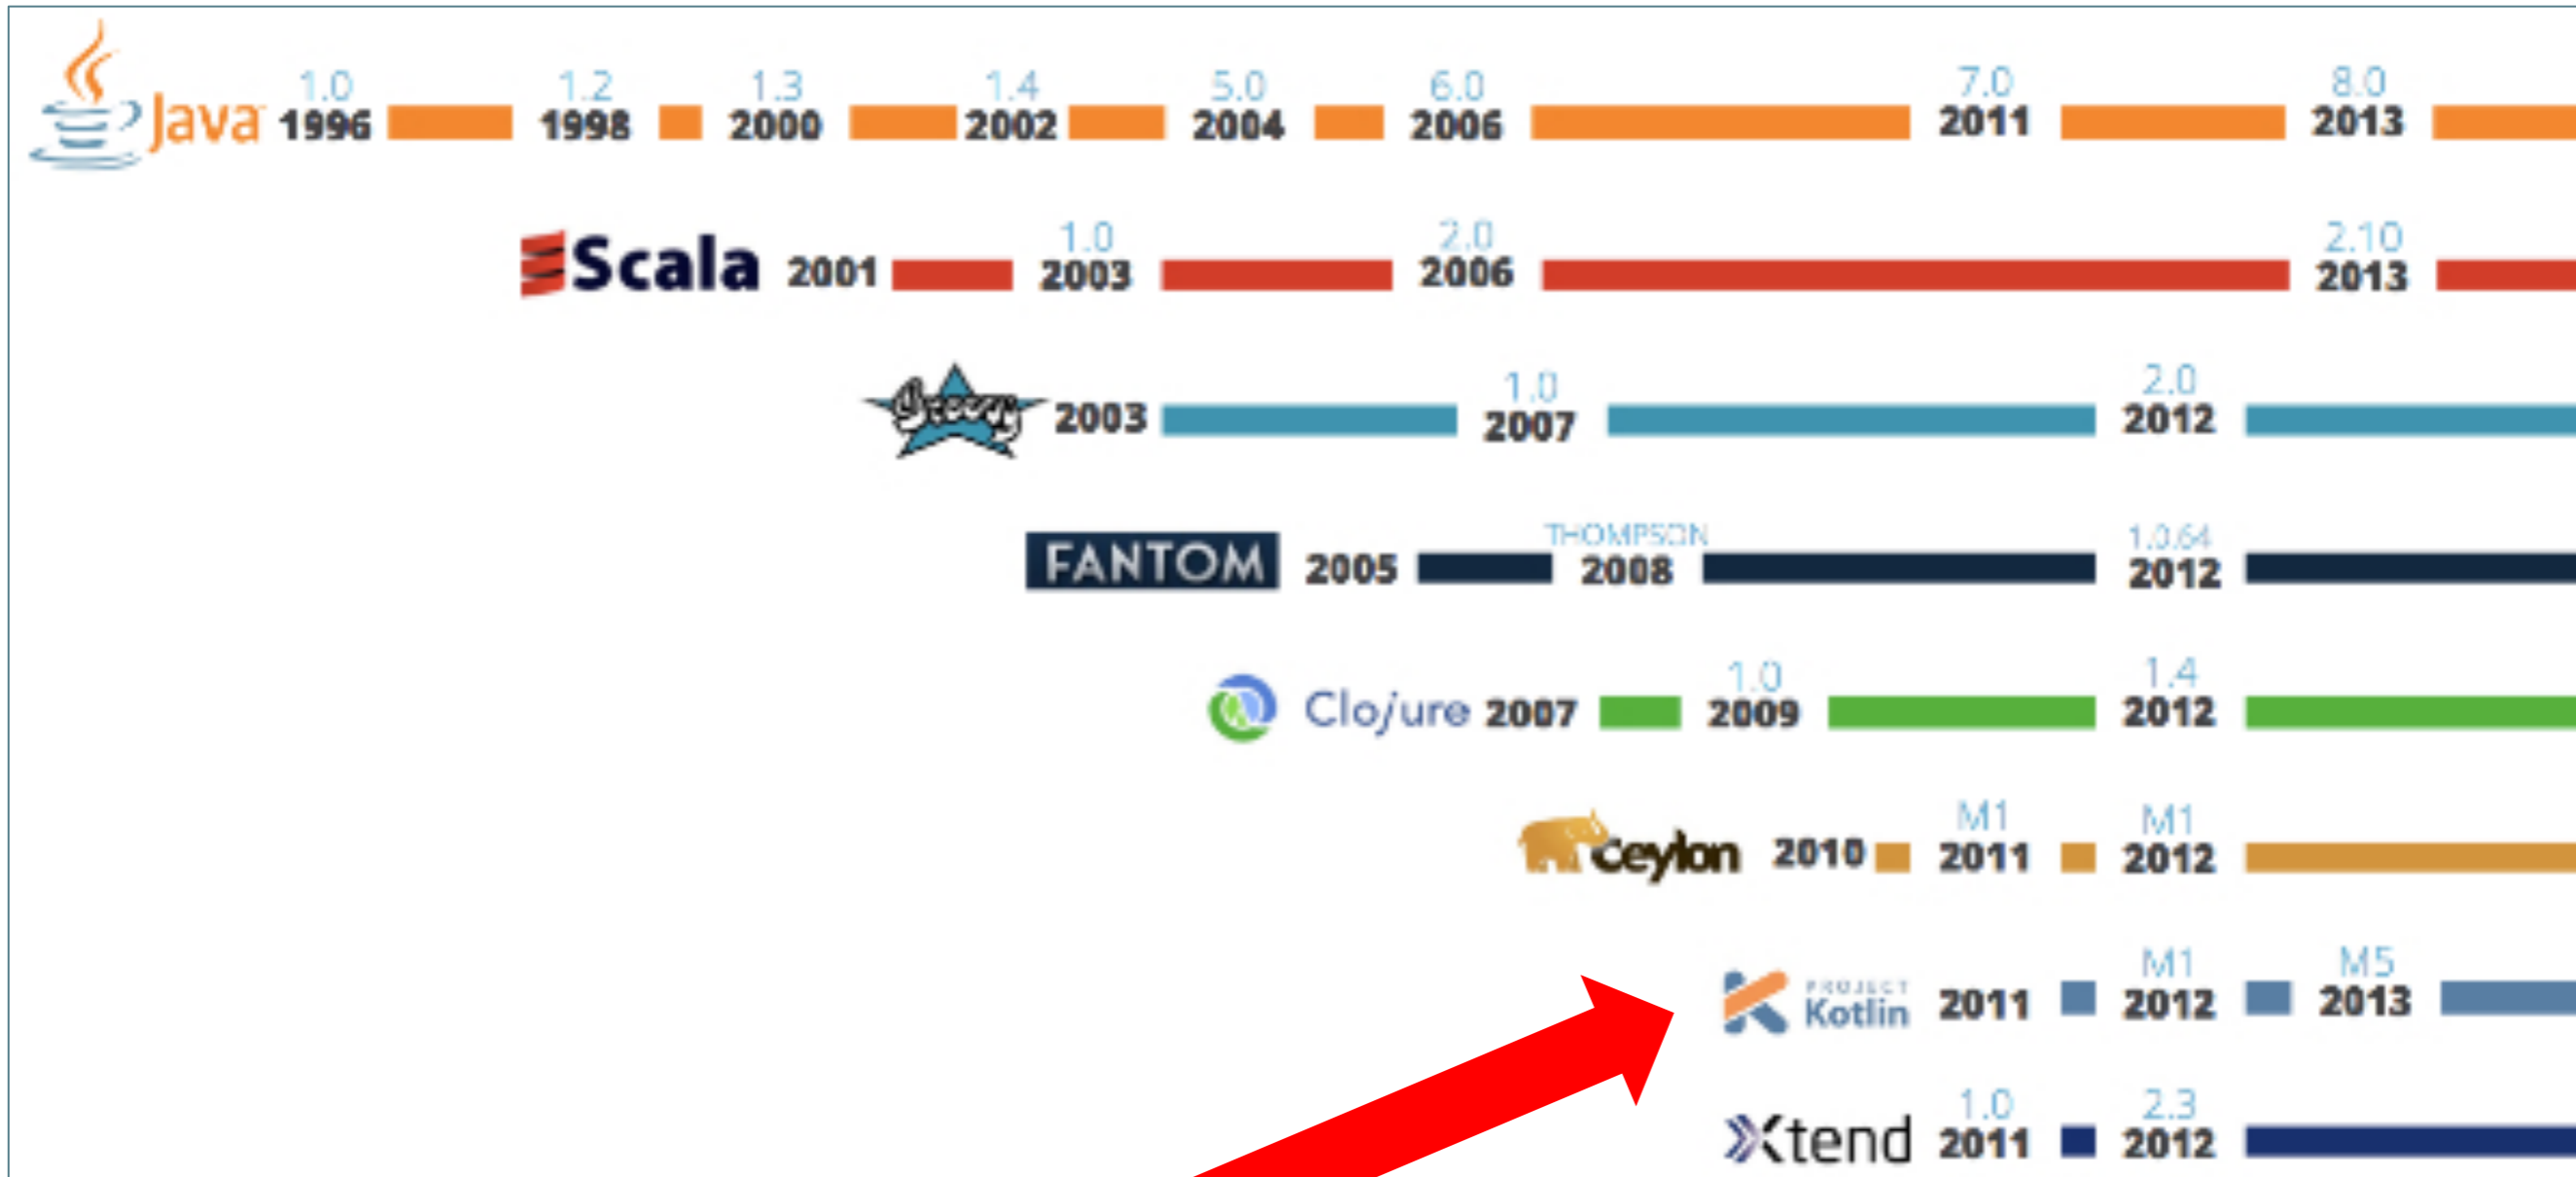 1.0 1.2 1.3 1.4 5.0 6.0 7.0 8.0
Java 1996 1998 2000 2002 2004 2006 2011 2013
1.0 2.0 2.10
Scala 2001 2003 2006 2013
1.0 2.0
Groovy 2003 2007 2012
THOMPSON 1.0.64
FANTOM 2005 2008 2012
1.0 1.4
Clojure 2007 2009 2012
M1 M1
Ceylon 2010 2011 2012
M1 M5
PROJECT
Kotlin 2011 2012 2013
1.0 2.3
Xtend 2011 2012